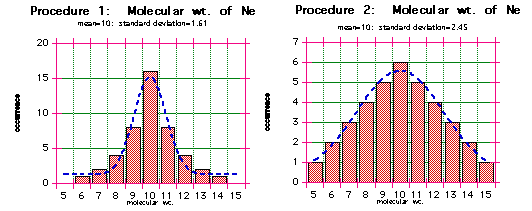 Procedure 1: Molecular wt. of Ne
mean=10: standard deviation=1.61
20
15
10
5
0
occurrence
5 6 7 8 9 10 11 12 13 14 15
molecular wt.
Procedure 2: Molecular wt. of Ne
mean=10: standard deviation=2.45
7
6
5
4
3
2
1
0
occurrence
5 6 7 8 9 10 11 12 13 14 15
molecular wt.